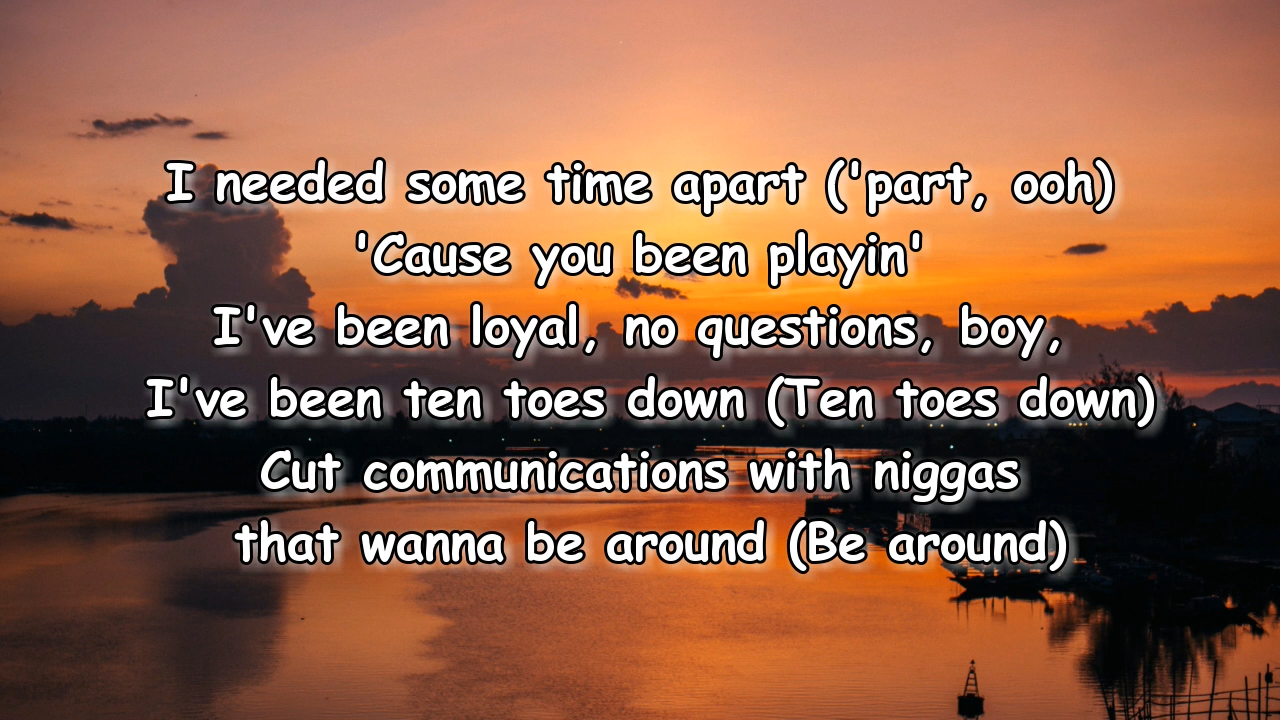 I needed some time apart ('part, ooh)
'Cause you been playin'
I've been loyal, no questions, boy,
I've been ten toes down (Ten toes down)
Cut communications with niggas
that wanna be around (Be around)